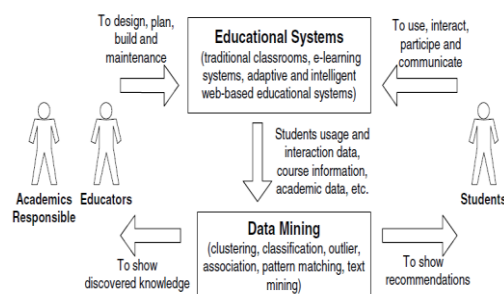 To design, plan,
build and
maintenance
Educational Systems
(traditional classrooms, e-learning
systems, adaptive and intelligent
web-based educational systems)
To use, interact,
participe and
communicate
Students usage and
interaction data,
course information,
academic data, etc.
Academics
Responsible
Educators
Students
Data Mining
(clustering, classification, outlier,
association, pattern matching, text
mining)
To show
discovered knowledge
To show
recommendations